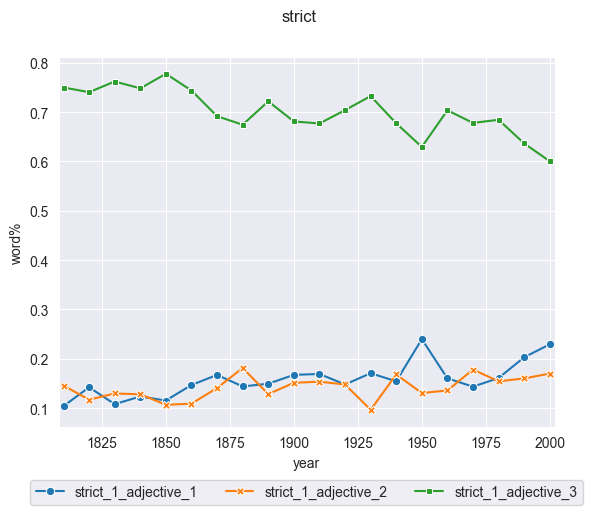 strict
0.8
0.7
0.6
0.5
0.4
0.3
0.2
0.1
word%
1825 1850 1875 1900 1925 1950 1975 2000
year
strict_1_adjective_1 strict_1_adjective_2 strict_1_adjective_3